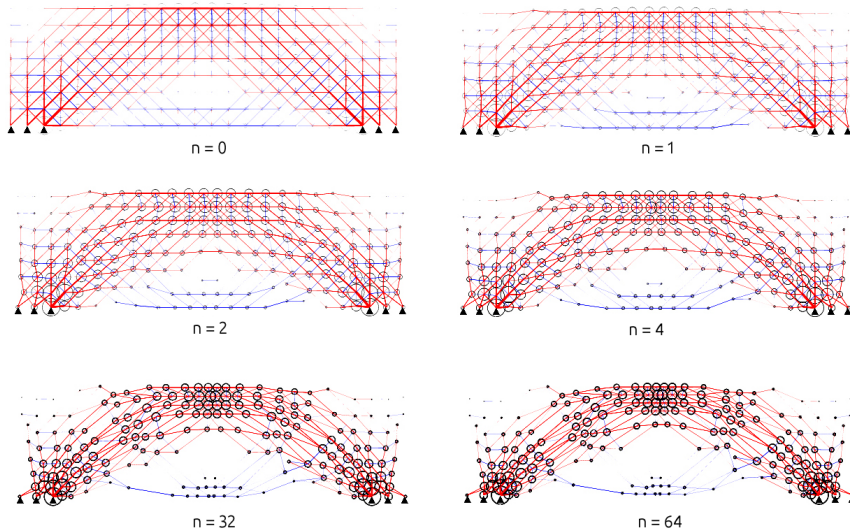 n = 0
n = 1
n = 2
n = 4
n = 32
n = 64